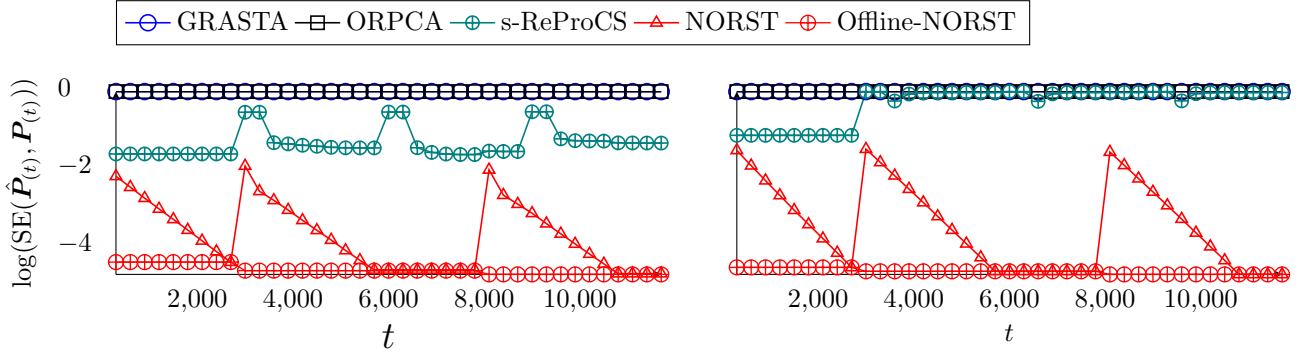 GRASTA ORPCA s-ReProCS NORST Offline-NORST
0
−2
−4
log(SE(P̂(t), P(t)))
2,000 4,000 6,000 8,000 10,000
t
2,000 4,000 6,000 8,000 10,000
t